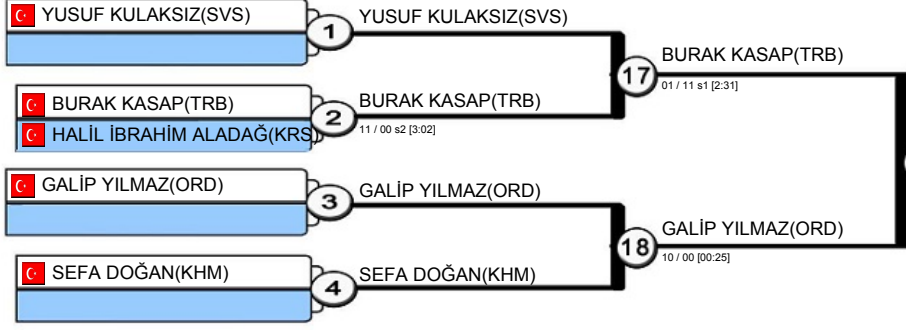 YUSUF KULAKSIZ(SVS)
1
YUSUF KULAKSIZ(SVS)
BURAK KASAP(TRB)
17
01 / 11 s1 [2:31]
BURAK KASAP(TRB)
HALİL İBRAHİM ALADAĞ(KRS)
2
BURAK KASAP(TRB)
11 / 00 s2 [3:02]
GALİP YILMAZ(ORD)
3
GALİP YILMAZ(ORD)
GALİP YILMAZ(ORD)
18
10 / 00 [00:25]
SEFA DOĞAN(KHM)
4
SEFA DOĞAN(KHM)